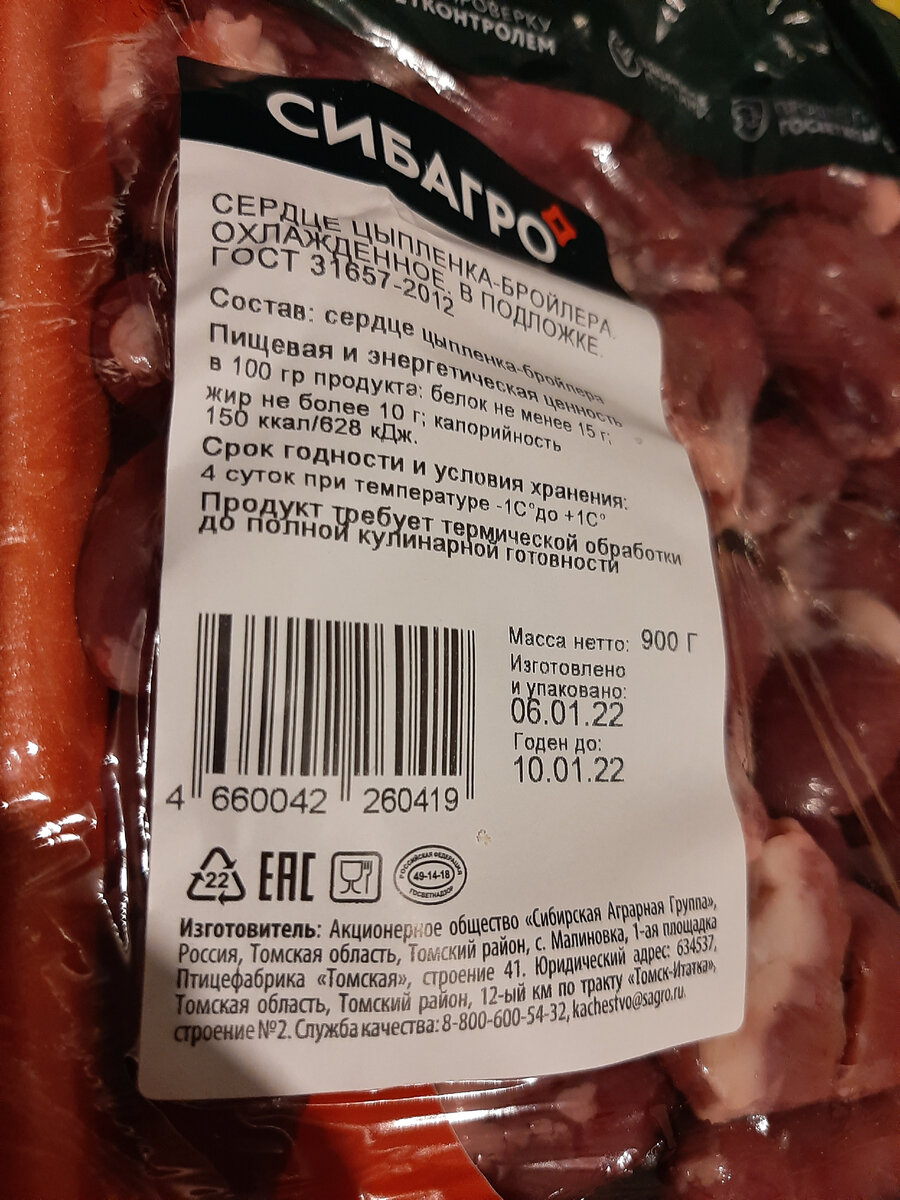 КОНТРОЛЕМ
СИБАГРО
СЕРДЦЕ ЦЫПЛЕНКА-БРОЙЛЕРА.
ОХЛАЖДЕННОЕ. В ПОДЛОЖКЕ.
ГОСТ 31657-2012
Состав: сердце цыпленка-бройлера
Пищевая и энергетическая ценность
в 100 гр продукта: белок не менее 15 г;
жир не более 10 г; калорийность
150 ккал/628 кДж.
Срок годности и условия хранения:
4 суток при температуре -1С°до +1С°
Продукт требует термической обработки
до полной кулинарной готовности
Масса нетто: 900 Г
Изготовлено
и упаковано:
06.01.22
Годен до:
10.01.22
4 660042 260419
22 ЕАС
РОССИЙСКАЯ ФЕДЕРАЦИЯ
49-14-18
ГОСВЕТНАДЗОР
Изготовитель: Акционерное общество «Сибирская Аграрная Группа»,
Россия, Томская область, Томский район, с. Малиновка, 1-ая площадка
Птицефабрика «Томская», строение 41. Юридический адрес: 634537,
Томская область, Томский район, 12-ый км по тракту «Томск-Итатка»,
строение №2. Служба качества: 8-800-600-54-32, kachestvo@sagro.ru.